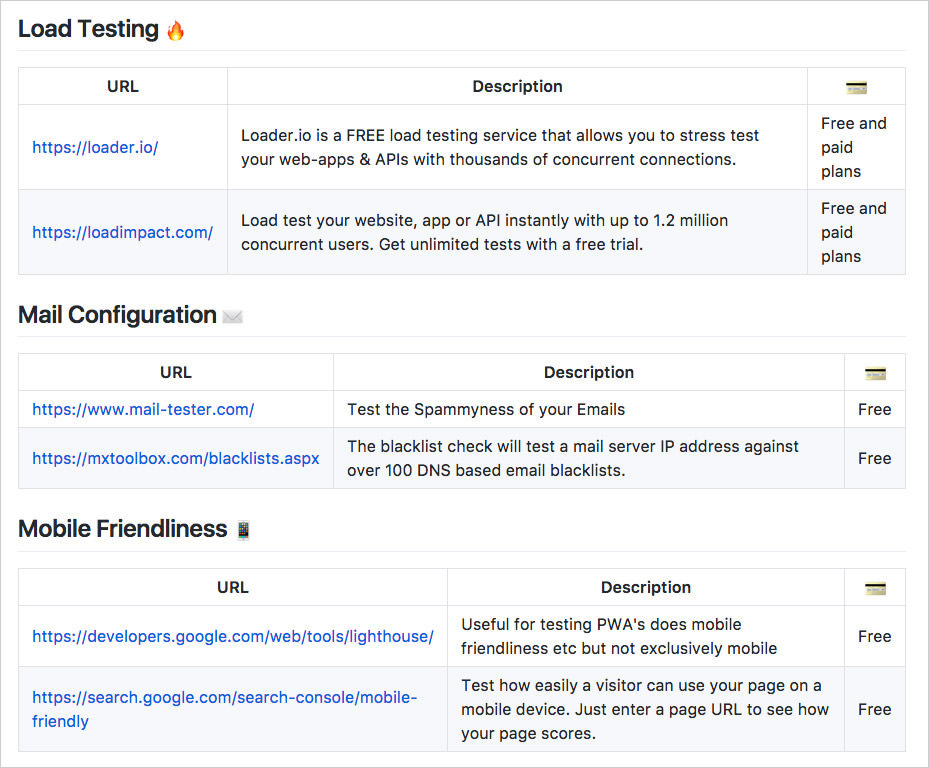 Load Testing 🔥
URL Description 💳
https://loader.io/
Loader.io is a FREE load testing service that allows you to stress test
your web-apps & APIs with thousands of concurrent connections.
Free and
paid
plans
https://loadimpact.com/
Load test your website, app or API instantly with up to 1.2 million
concurrent users. Get unlimited tests with a free trial.
Free and
paid
plans
Mail Configuration ✉️
URL Description 💳
https://www.mail-tester.com/ Test the Spammyness of your Emails Free
https://mxtoolbox.com/blacklists.aspx
The blacklist check will test a mail server IP address against
over 100 DNS based email blacklists.
Free
Mobile Friendliness 📱
URL Description 💳
https://developers.google.com/web/tools/lighthouse/
Useful for testing PWA's does mobile
friendliness etc but not exclusively mobile
Free
https://search.google.com/search-console/mobile-
friendly
Test how easily a visitor can use your page on a
mobile device. Just enter a page URL to see how
your page scores.
Free